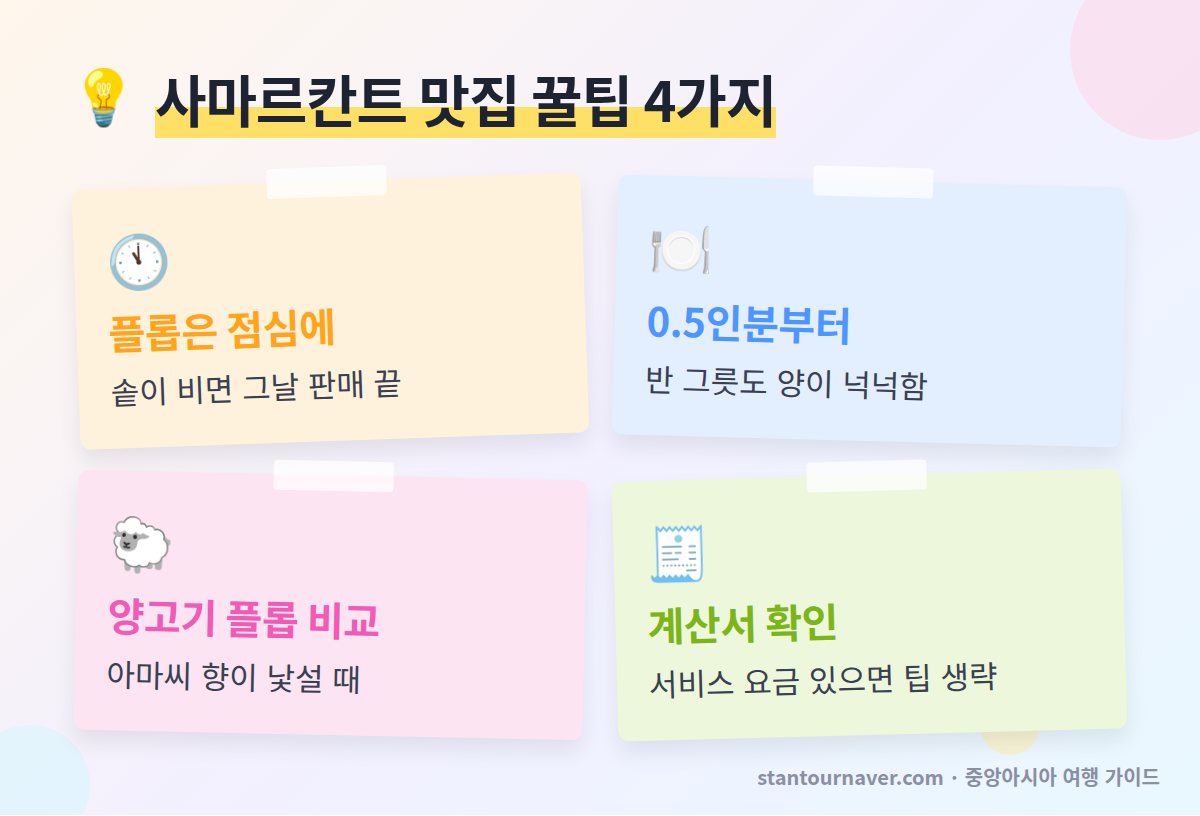 사마르칸트 맛집 꿀팁 4가지
플롭은 점심에
솥이 비면 그날 판매 끝
0.5인분부터
반 그릇도 양이 넉넉함
양고기 플롭 비교
아마씨 향이 낯설 때
계산서 확인
서비스 요금 있으면 팁 생략
stantournaver.com · 중앙아시아 여행 가이드